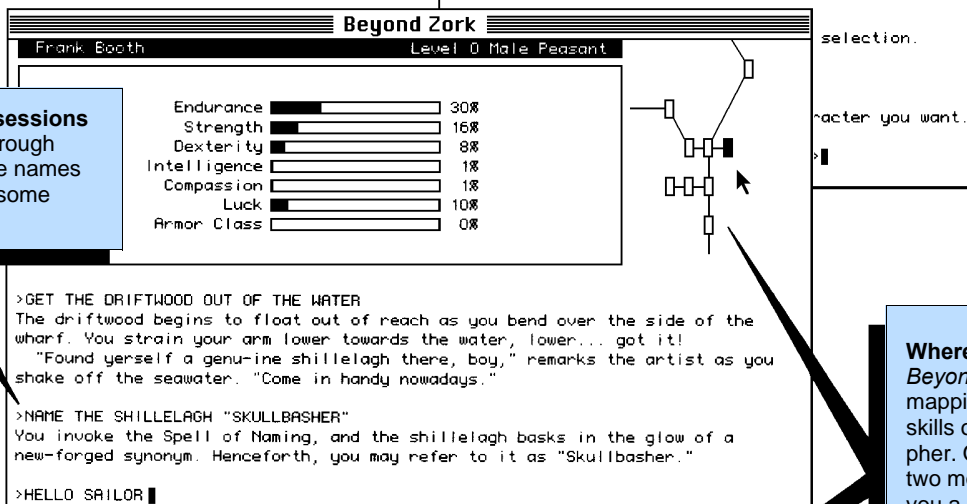 Beyond Zork
Frank Booth Level 0 Male Peasant
Endurance 30%
Strength 16%
Dexterity 8%
Intelligence 1%
Compassion 1%
Luck 10%
Armor Class 0%
>GET THE DRIFTWOOD OUT OF THE WATER
The driftwood begins to float out of reach as you bend over the side of the
wharf. You strain your arm lower towards the water, lower... got it!
"Found yerself a genu-ine shillelagh there, boy," remarks the artist as you
shake off the seawater. "Come in handy nowadays."
>NAME THE SHILLELAGH "SKULLBASHER"
You invoke the Spell of Naming, and the shillelagh basks in the glow of a
new-forged synonym. Henceforth, you may refer to it as "Skullbasher."
>HELLO SAILOR
sessions
rough
e names
some
selection.
racter you want.
>
Where
Beyon
mappi
skills o
pher. 
two m
you a